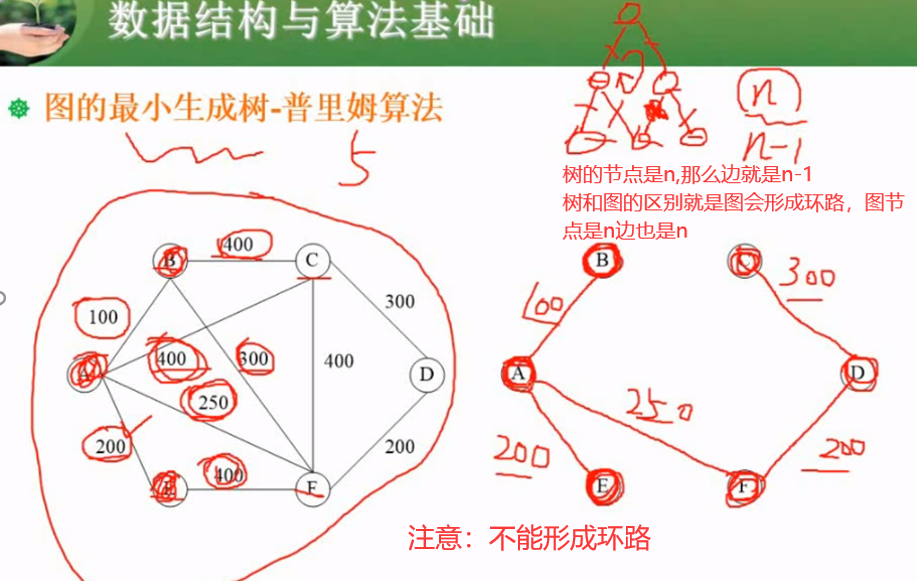 数据结构与算法基础
图的最小生成树-普里姆算法
5
n
n-1
树的节点是n,那么边就是n-1
树和图的区别就是图会形成环路，图节
点是n边也是n
B 400 C
100
300
A 400 300 400 D
250
200
200
400 F
B C
100 300
A D
250
200 200
E F
注意：不能形成环路